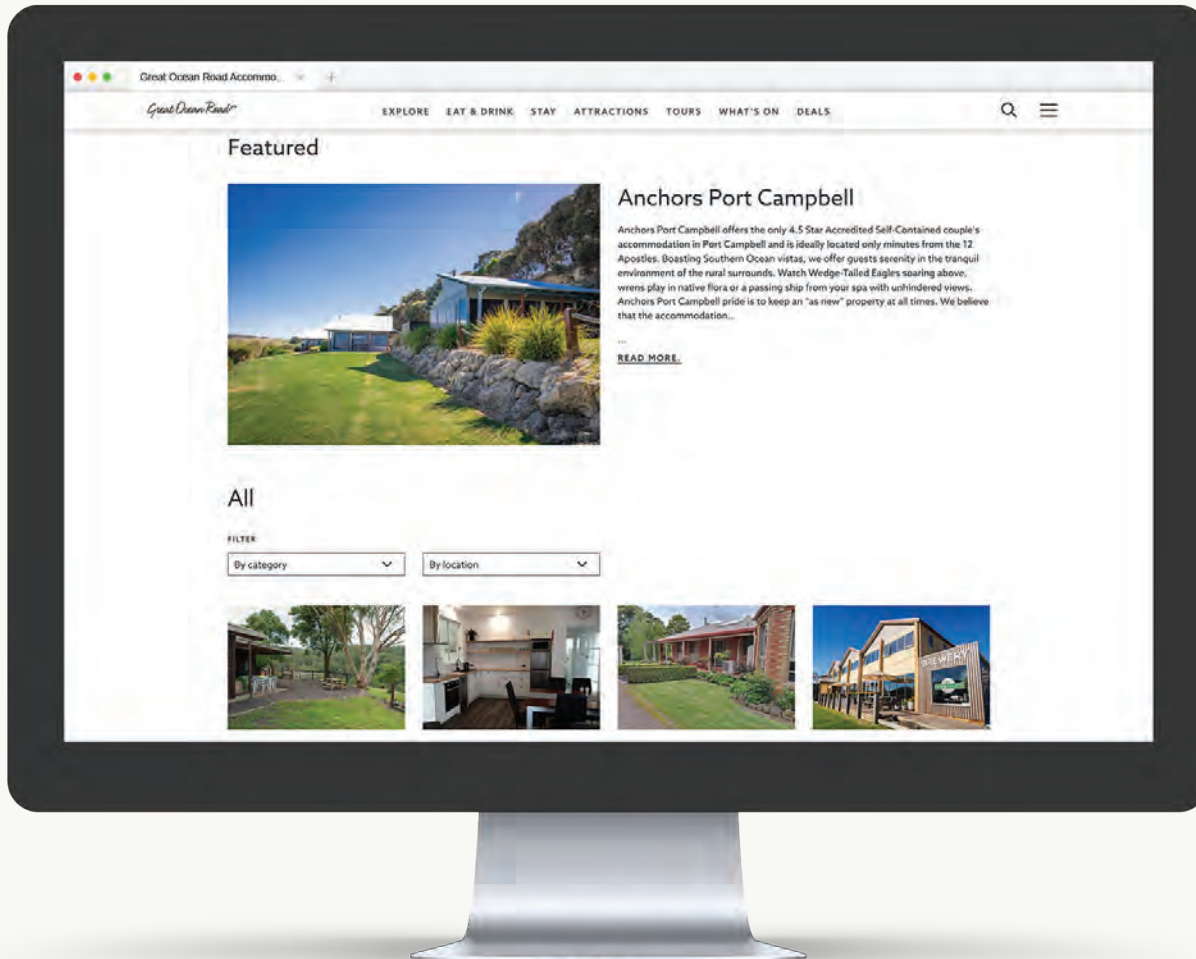 Great Ocean Road Accommo...
Great Ocean Road
EXPLORE EAT & DRINK STAY ATTRACTIONS TOURS WHAT'S ON DEALS
Featured
Anchors Port Campbell
Anchors Port Campbell offers the only 4.5 Star Accredited Self-Contained couple's
accommodation in Port Campbell and is ideally located only minutes from the 12
Apostles. Boasting Southern Ocean vistas, we offer guests serenity in the tranquil
environment of the rural surrounds. Watch Wedge-Tailed Eagles soaring above,
wrens play in native flora or a passing ship from your spa with unhindered views.
Anchors Port Campbell pride is to keep an "as new" property at all times. We believe
that the accommodation...
...
READ MORE.
All
FILTER
By category
By location
BREWERY